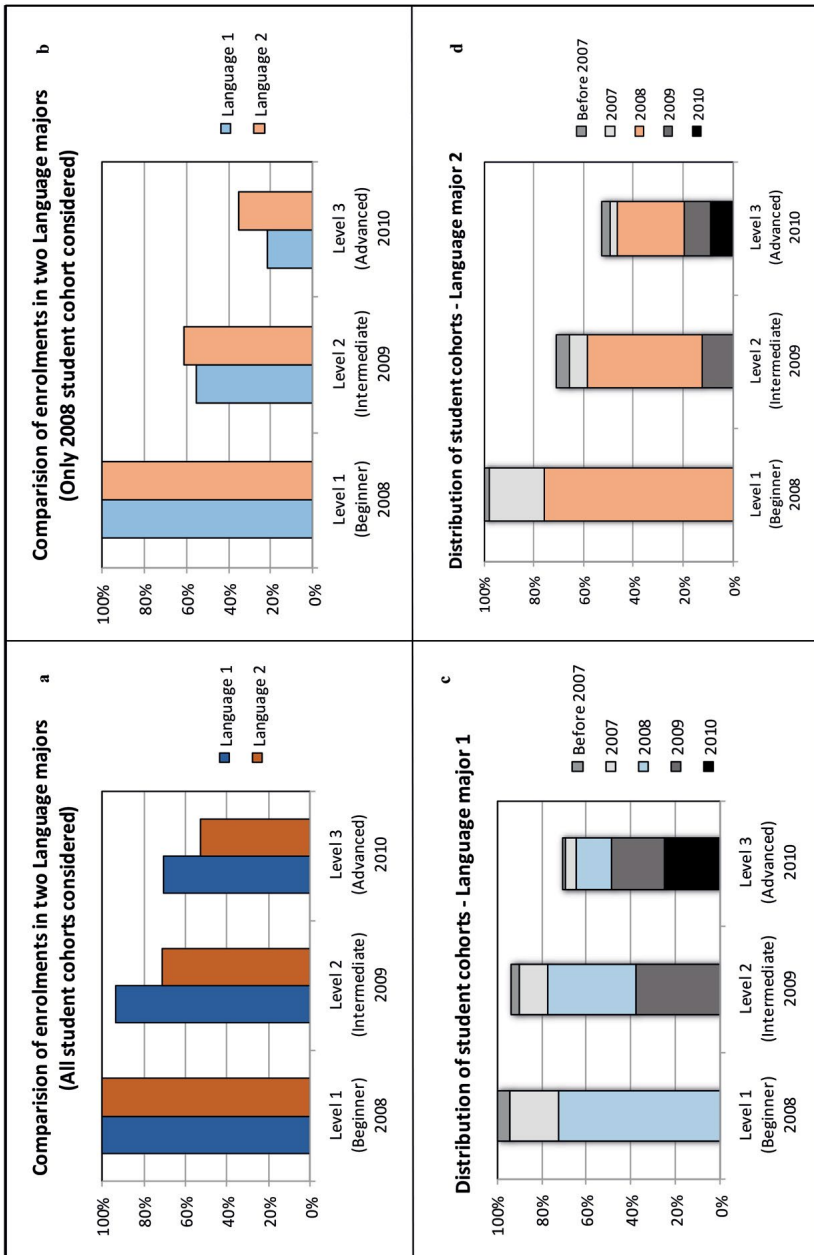 a
Comparision of enrolments in two Language majors
(All student cohorts considered)
100%
80%
60%
40%
20%
0%
Level 1
(Beginner)
2008
Level 2
(Intermediate)
2009
Level 3
(Advanced)
2010
Language 1
Language 2
b
Comparision of enrolments in two Language majors
(Only 2008 student cohort considered)
100%
80%
60%
40%
20%
0%
Level 1
(Beginner)
2008
Level 2
(Intermediate)
2009
Level 3
(Advanced)
2010
Language 1
Language 2
c
Distribution of student cohorts - Language major 1
100%
80%
60%
40%
20%
0%
Level 1
(Beginner)
2008
Level 2
(Intermediate)
2009
Level 3
(Advanced)
2010
Before 2007
2007
2008
2009
2010
d
Distribution of student cohorts - Language major 2
100%
80%
60%
40%
20%
0%
Level 1
(Beginner)
2008
Level 2
(Intermediate)
2009
Level 3
(Advanced)
2010
Before 2007
2007
2008
2009
2010